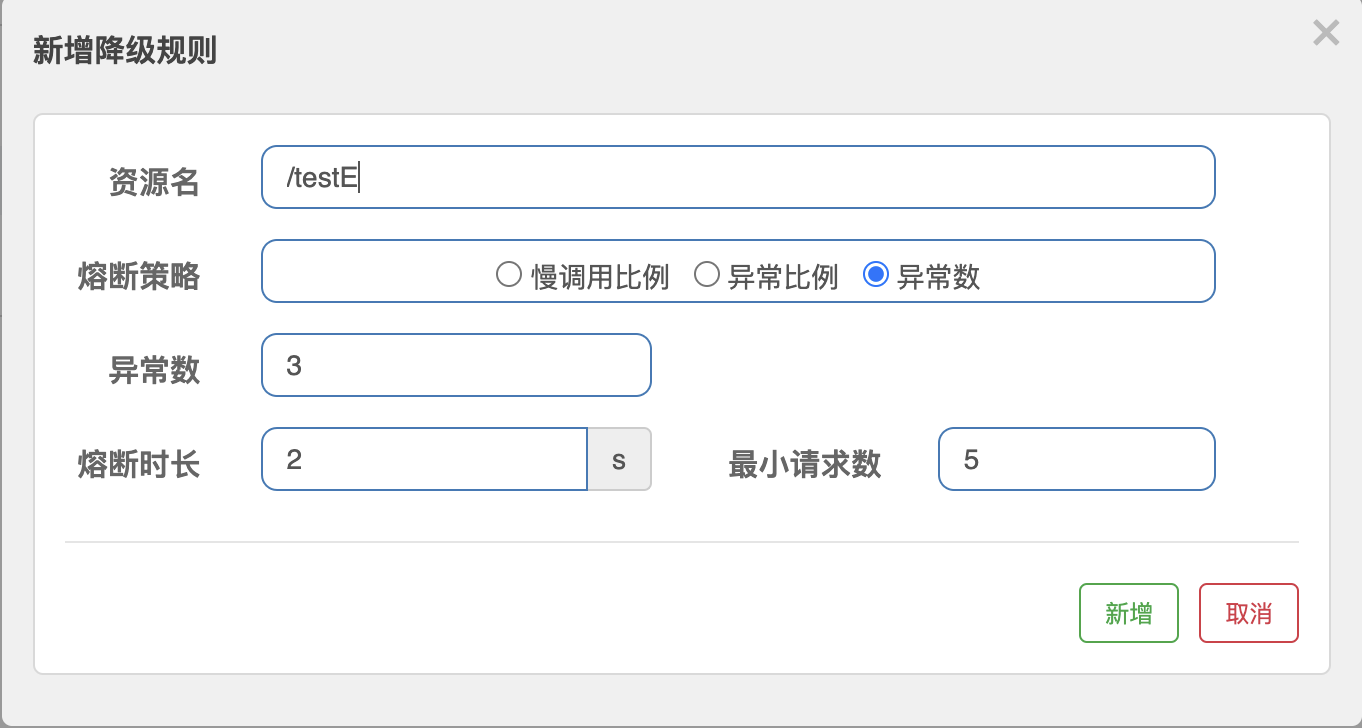 新增降级规则
资源名 /testE
熔断策略 慢调用比例 异常比例 异常数
异常数 3
熔断时长 2 s 最小请求数 5
新增 取消